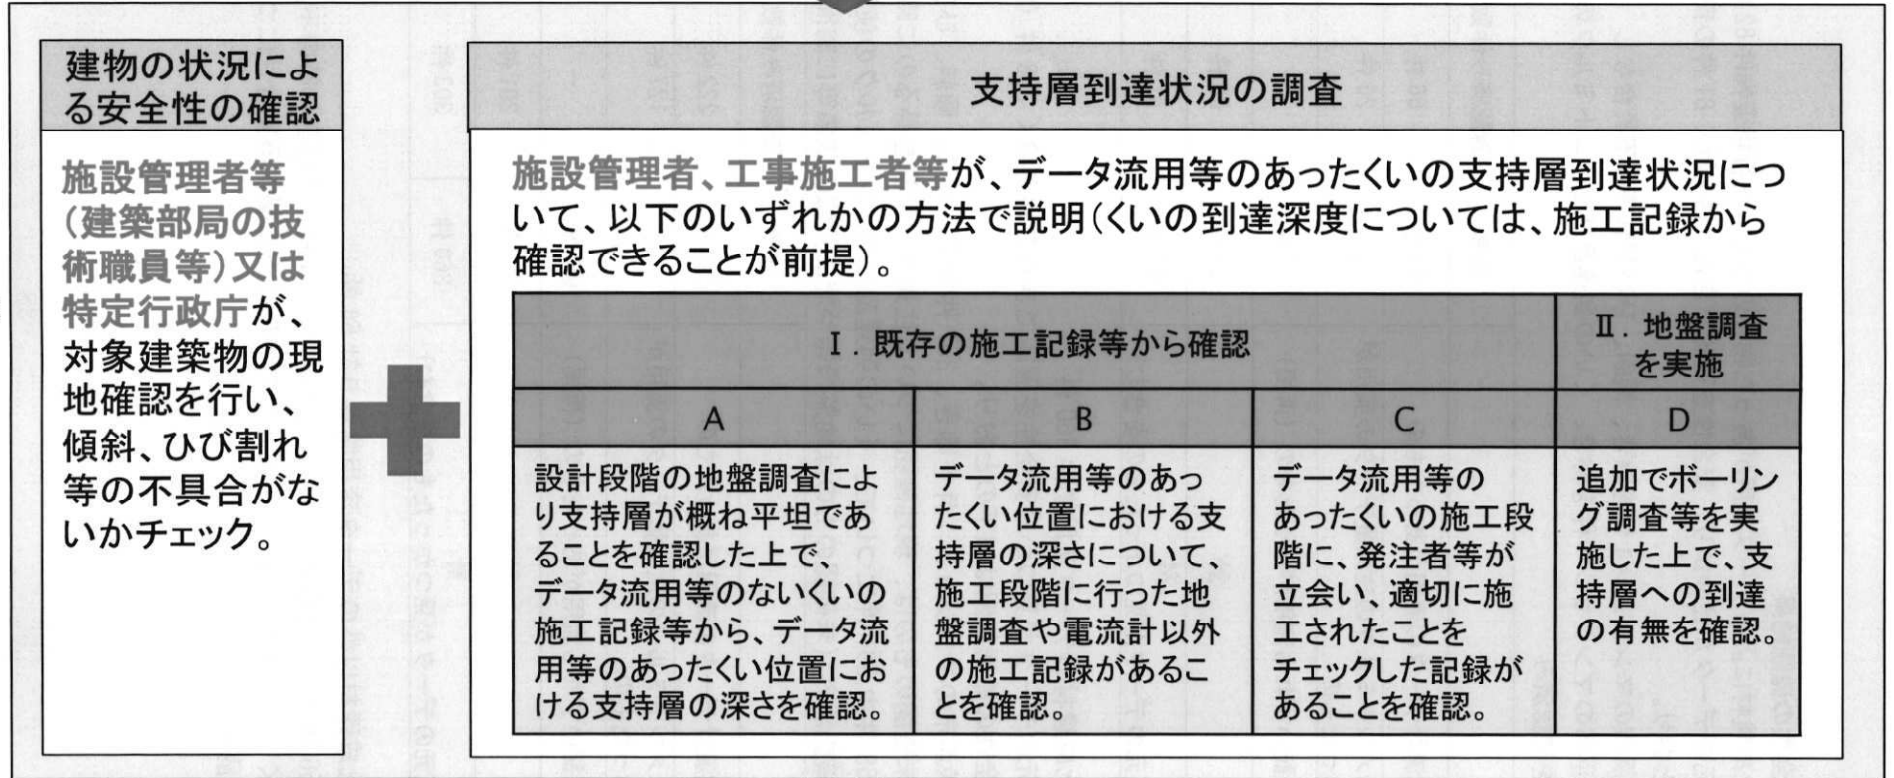 建物の状況によ
る安全性の確認
施設管理者等
(建築部局の技
術職員等)又は
特定行政庁が、
対象建築物の現
地確認を行い、
傾斜、ひび割れ
等の不具合がな
いかチェック。
支持層到達状況の調査
施設管理者、工事施工者等が、データ流用等のあったくいの支持層到達状況につ
いて、以下のいずれかの方法で説明(くいの到達深度については、施工記録から
確認できることが前提)。
Ⅰ．既存の施工記録等から確認
Ⅱ．地盤調査
を実施
A
B
C
D
設計段階の地盤調査によ
り支持層が概ね平坦であ
ることを確認した上で、
データ流用等のないくいの
施工記録等から、データ流
用等のあったくい位置にお
ける支持層の深さを確認。
データ流用等のあっ
たくい位置における支
持層の深さについて、
施工段階に行った地
盤調査や電流計以外
の施工記録があるこ
とを確認。
データ流用等の
あったくいの施工段
階に、発注者等が
立会い、適切に施
工されたことを
チェックした記録が
あることを確認。
追加でボーリン
グ調査等を実
施した上で、支
持層への到達
の有無を確認。